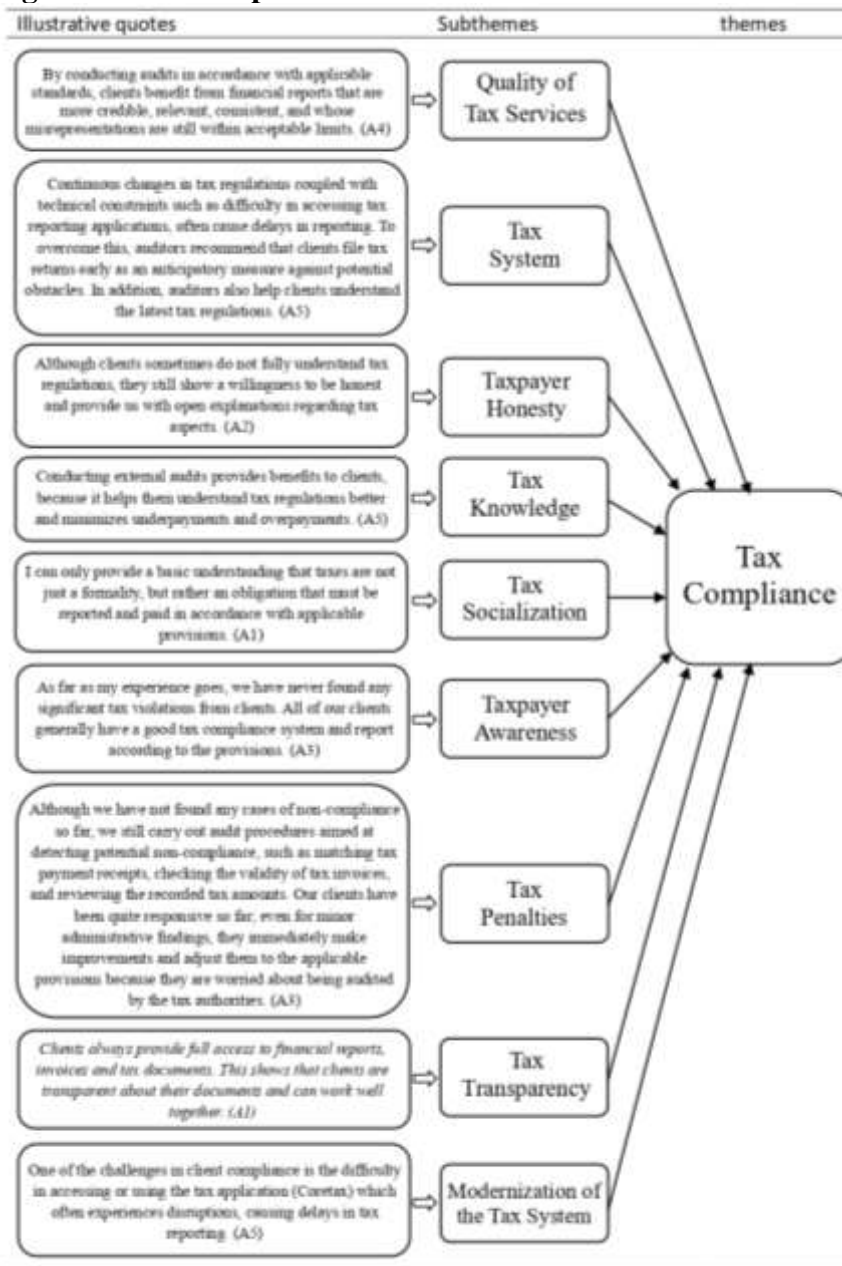 Illustrative quotes
Subthemes
themes
By conducting audits in accordance with applicable
standards, clients benefit from financial reports that are
more credible, relevant, consistent, and whose
misrepresentations are still within acceptable limits. (A4)
Quality of
Tax Services
Continuous changes in tax regulations coupled with
technical constraints such as difficulty in accessing tax
reporting applications, often cause delays in reporting. To
overcome this, auditors recommend that clients file tax
returns early as an anticipatory measure against potential
obstacles. In addition, auditors also help clients understand
the latest tax regulations. (A5)
Tax
System
Although clients sometimes do not fully understand tax
regulations, they still show a willingness to be honest
and provide us with open explanations regarding tax
aspects. (A2)
Taxpayer
Honesty
Conducting external audits provides benefits to clients,
because it helps them understand tax regulations better
and minimizes underpayments and overpayments. (A5)
Tax
Knowledge
I can only provide a basic understanding that taxes are not
just a formality, but rather an obligation that must be
reported and paid in accordance with applicable
provisions. (A1)
Tax
Socialization
As far as my experience goes, we have never found any
significant tax violations from clients. All of our clients
generally have a good tax compliance system and report
according to the provisions. (A3)
Taxpayer
Awareness
Although we have not found any cases of non-compliance
so far, we still carry out audit procedures aimed at
detecting potential non-compliance, such as matching tax
payment receipts, checking the validity of tax invoices,
and reviewing the recorded tax amounts. Our clients have
been quite responsive so far, even for minor
administrative findings, they immediately make
improvements and adjust them to the applicable
provisions because they are worried about being audited
by the tax authorities. (A3)
Tax
Penalties
Clients always provide full access to financial reports,
invoices and tax documents. This shows that clients are
transparent about their documents and can work well
together. (A1)
Tax
Transparency
One of the challenges in client compliance is the difficulty
in accessing or using the tax application (Coretax) which
often experiences disruptions, causing delays in tax
reporting. (A5)
Modernization of
the Tax System
Tax
Compliance